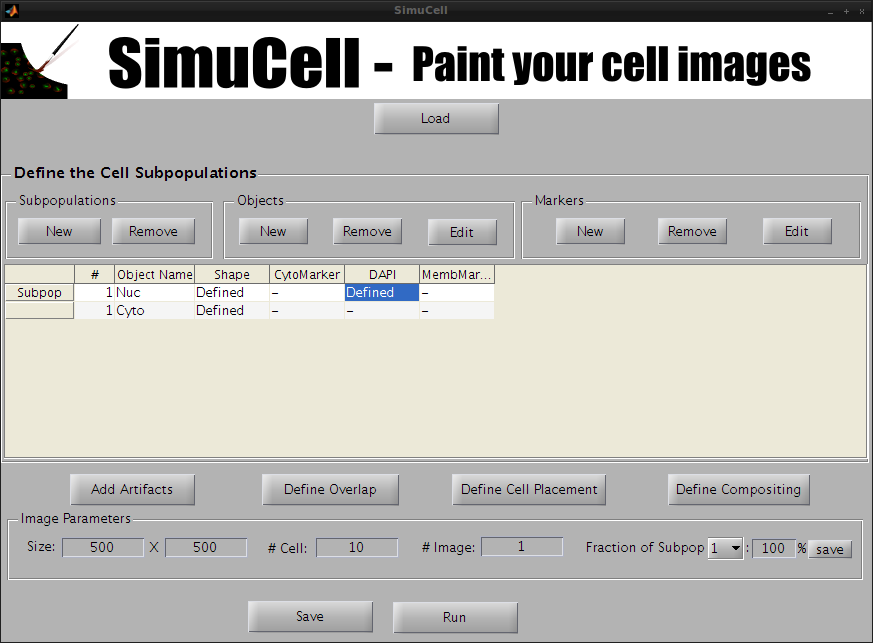 SimuCell
SimuCell - Paint your cell images
Load
Define the Cell Subpopulations
Subpopulations Objects Markers
New Remove New Remove Edit New Remove Edit
# Object Name Shape CytoMarker DAPI MembMar...
Subpop 1 Nuc Defined – Defined –
1 Cyto Defined – – –
Add Artifacts Define Overlap Define Cell Placement Define Compositing
Image Parameters
Size: 500 X 500 # Cell: 10 # Image: 1 Fraction of Subpop 1 : 100 % save
Save Run